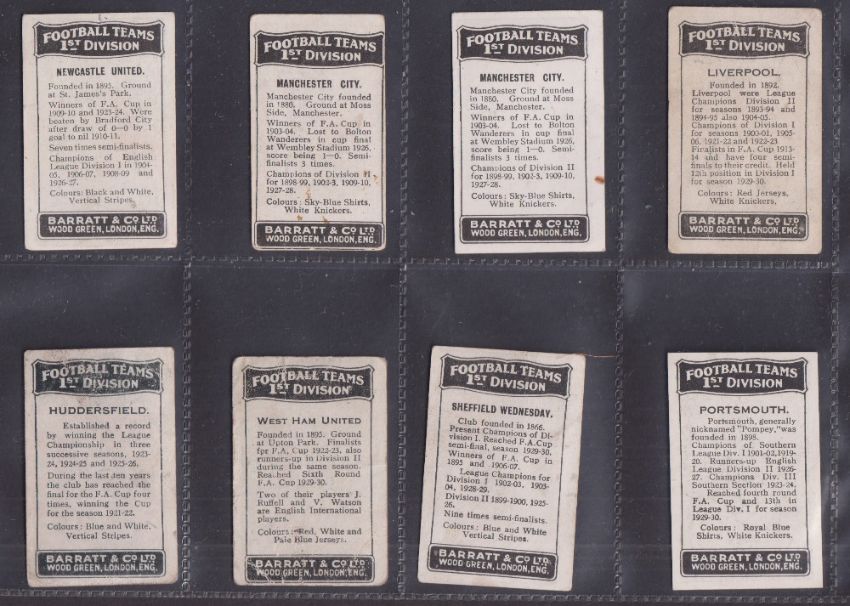 FOOTBALL TEAMS
1ST DIVISION
NEWCASTLE UNITED.
Founded in 1895. Ground
at St. James's Park.
Winners of F.A. Cup in
1909-10 and 1923-24. Were
beaten by Bradford City
after draw of 0—0 by 1
goal to nil 1910-11.
Seven times semi-finalists.
Champions of English
League Division I in 1904-
05, 1906-07, 1908-09 and
1926-27.
Colours: Black and White,
Vertical Stripes.
BARRATT & CO LTD
WOOD GREEN, LONDON, ENG.
FOOTBALL TEAMS
1ST DIVISION
MANCHESTER CITY.
Manchester City founded
in 1880. Ground at Moss
Side, Manchester.
Winners of F.A. Cup in
1903-04. Lost to Bolton
Wanderers in cup final
at Wembley Stadium 1926,
score being 1—0. Semi-
finalists 3 times.
Champions of Division II
for 1898-99, 1902-3, 1909-10,
1927-28.
Colours: Sky-Blue Shirts,
White Knickers.
BARRATT & CO LTD
WOOD GREEN, LONDON, ENG.
FOOTBALL TEAMS
1ST DIVISION
MANCHESTER CITY.
Manchester City founded
in 1880. Ground at Moss
Side, Manchester.
Winners of F.A. Cup in
1903-04. Lost to Bolton
Wanderers in cup final
at Wembley Stadium 1926,
score being 1—0. Semi-
finalists 3 times.
Champions of Division II
for 1898-99, 1902-3, 1909-10,
1927-28.
Colours: Sky-Blue Shirts,
White Knickers.
BARRATT & CO LTD
WOOD GREEN, LONDON, ENG.
FOOTBALL TEAMS
1ST DIVISION
LIVERPOOL.
Founded in 1892.
Liverpool were League
Champions Division II
for seasons 1893-94 and
1894-95 also 1904-05.
Champions of Division I
for seasons 1900-01, 1905-
06, 1921-22 and 1922-23
Finalists in F.A. Cup 1913-
14 and have four semi-
finals to their credit. Held
12th position in Division I
for season 1929-30.
Colours: Red Jerseys,
White Knickers.
BARRATT & CO LTD
WOOD GREEN, LONDON, ENG.
FOOTBALL TEAMS
1ST DIVISION
HUDDERSFIELD.
Established a record
by winning the League
Championship in three
successive seasons, 1923-
24, 1924-25 and 1925-26.
During the last ten years
the club has reached the
final for the F.A. Cup four
times, winning the Cup
for the season 1921-22.
Colours: Blue and White,
Vertical Stripes.
BARRATT & CO LTD
WOOD GREEN, LONDON, ENG.
FOOTBALL TEAMS
1ST DIVISION
WEST HAM UNITED
Founded in 1895. Ground
at Upton Park. Finalists
for F.A. Cup 1922-23, also
runners-up in Division II
during the same season.
Reached Sixth Round
F.A. Cup 1929-30.
Two of their players J.
Ruffell and V. Watson
are English International
players.
Colours: Red, White and
Pale Blue Jerseys.
BARRATT & CO LTD
WOOD GREEN, LONDON, ENG.
FOOTBALL TEAMS
1ST DIVISION
SHEFFIELD WEDNESDAY.
Club founded in 1866.
Present Champions of Di-
vision I. Reached F.A. Cup
semi-final, season 1929-30.
Winners of F.A. Cup in
1895 and 1906-07.
League Champions for
Division I 1902-03, 1903-
04, 1928-29.
Division II 1899-1900, 1925-
26.
Nine times semi-finalists.
Colours: Blue and White
Vertical Stripes.
BARRATT & CO LTD
WOOD GREEN, LONDON, ENG.
FOOTBALL TEAMS
1ST DIVISION
PORTSMOUTH.
Portsmouth, generally
nicknamed "Pompey," was
founded in 1898.
Champions of Southern
League Div. I 1901-02, 1919-
20. Runners-up English
League Division II 1926-
27. Champions Div. III
Southern Section 1923-24.
Reached fourth round
F.A. Cup and 13th in
League Div. I for season
1929-30.
Colours: Royal Blue
Shirts, White Knickers.
BARRATT & CO LTD
WOOD GREEN, LONDON, ENG.